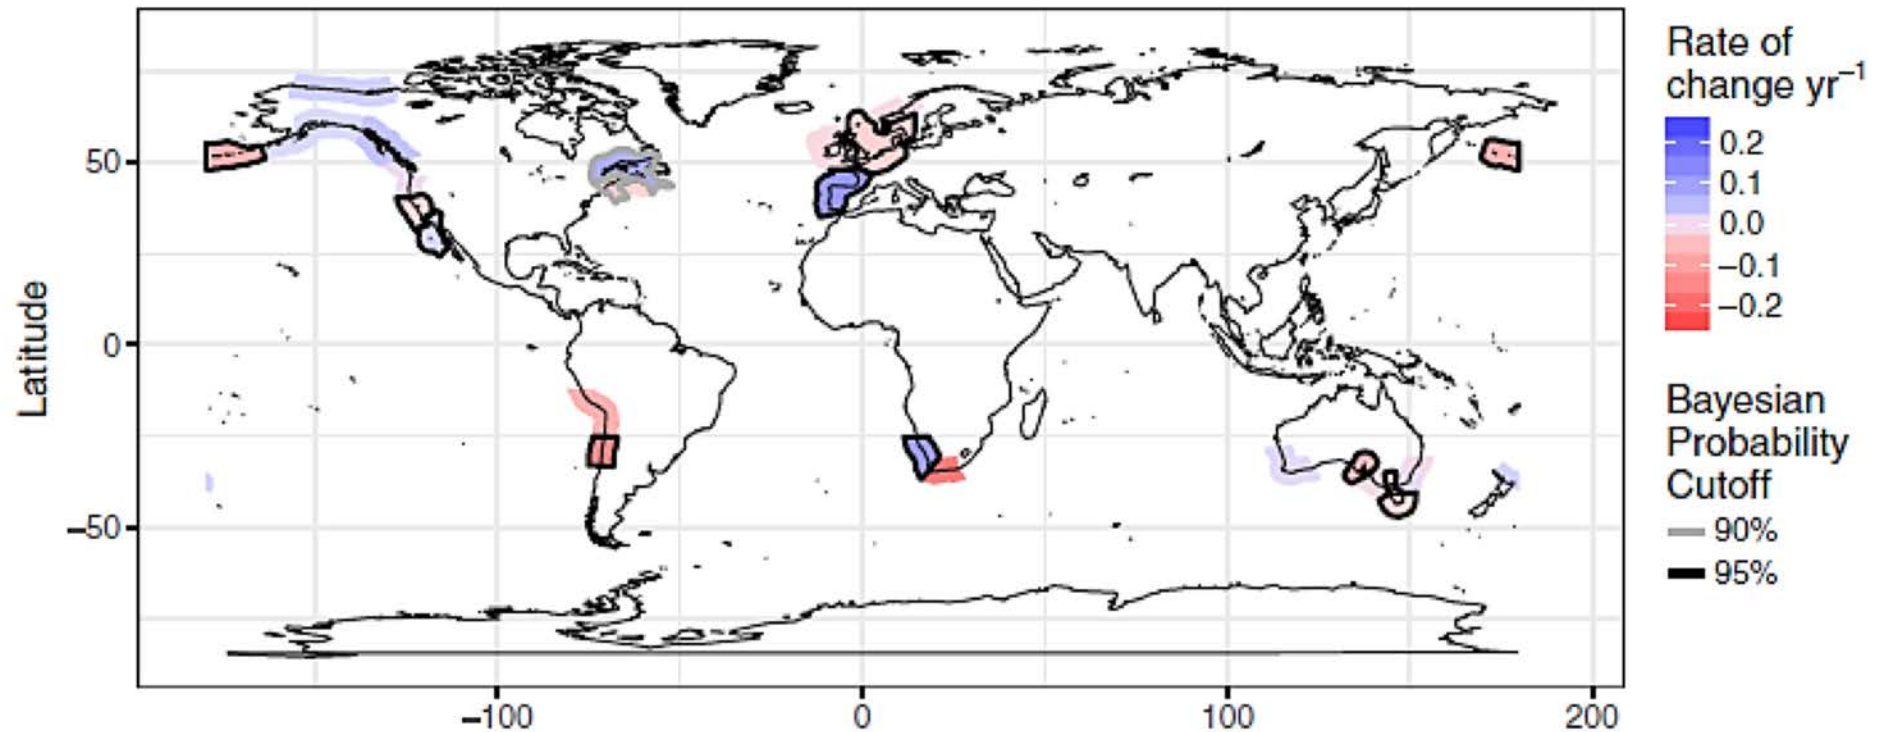 Rate of
change yr⁻¹
0.2
0.1
0.0
−0.1
−0.2
Bayesian
Probability
Cutoff
90%
95%
Latitude
50
0
−50
−100
0
100
200